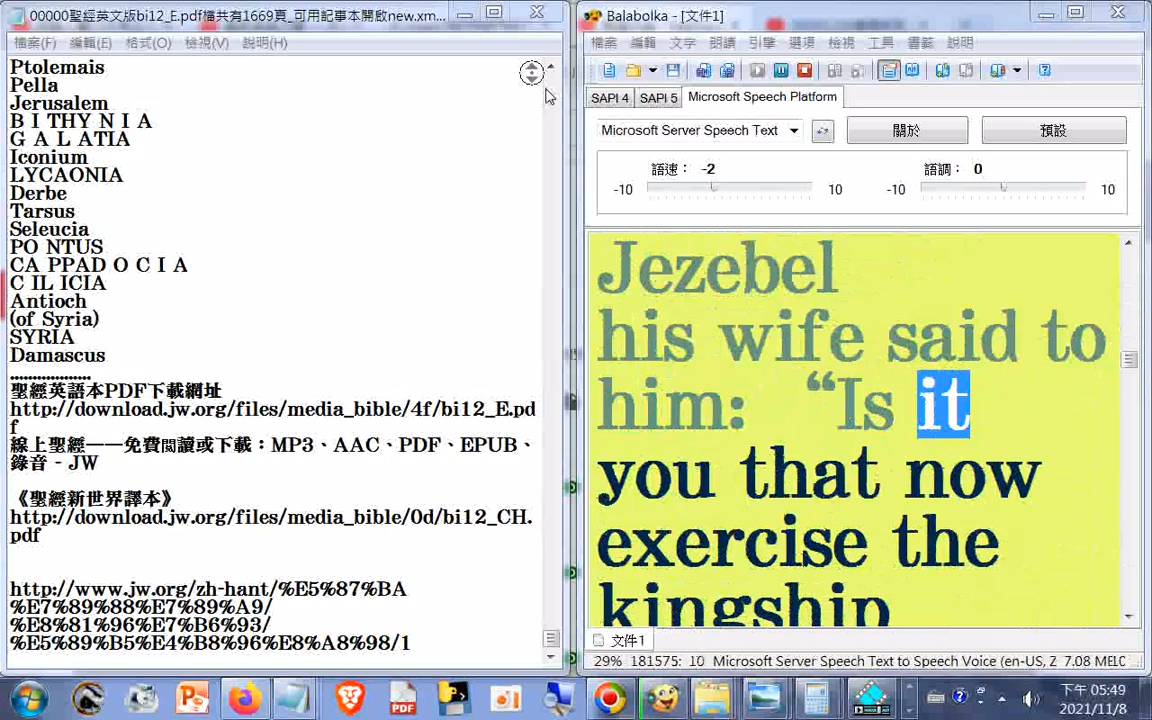 00000聖經英文版bi12_E.pdf檔共有1669頁_可用記事本開啟new.xm...
檔案(F) 編輯(E) 格式(O) 檢視(V) 說明(H)
Ptolemais
Pella
Jerusalem
B I THY N I A
G A L ATIA
Iconium
LYCAONIA
Derbe
Tarsus
Seleucia
PO NTUS
CA PPAD O C I A
C IL ICIA
Antioch
(of Syria)
SYRIA
Damascus
..................
聖經英語本PDF下載網址
http://download.jw.org/files/media_bible/4f/bi12_E.pd
f
線上聖經——免費閱讀或下載：MP3、AAC、PDF、EPUB、
錄音 - JW
《聖經新世界譯本》
http://download.jw.org/files/media_bible/0d/bi12_CH.
pdf
http://www.jw.org/zh-hant/%E5%87%BA
%E7%89%88%E7%89%A9/
%E8%81%96%E7%B6%93/
%E5%89%B5%E4%B8%96%E8%A8%98/1
Balabolka - [文件1]
檔案 編輯 文字 朗讀 引擎 選項 檢視 工具 書籤 說明
SAPI 4 SAPI 5 Microsoft Speech Platform
Microsoft Server Speech Text 關於 預設
語速： -2 語調： 0
-10 10 -10 10
Jezebel
his wife said to
him: “Is it
you that now
exercise the
kingship
文件1
29% 181575: 10 Microsoft Server Speech Text to Speech Voice (en-US, Z 7.08 MELC
PDF
下午 05:49
2021/11/8